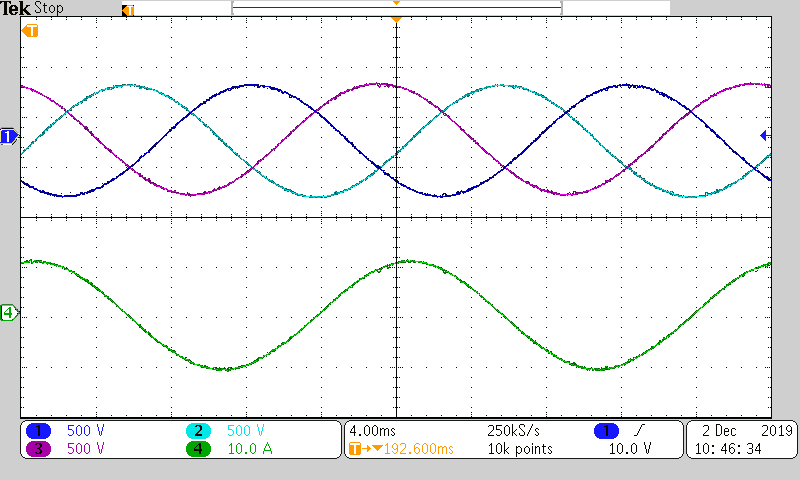 Tek Stop
T
T
1
4
1 500 V 2 500 V
3 500 V 4 10.0 A
4.00ms 250kS/s 1 10.0 V
T→▼192.600ms 10k points
2 Dec 2019
10:46:34